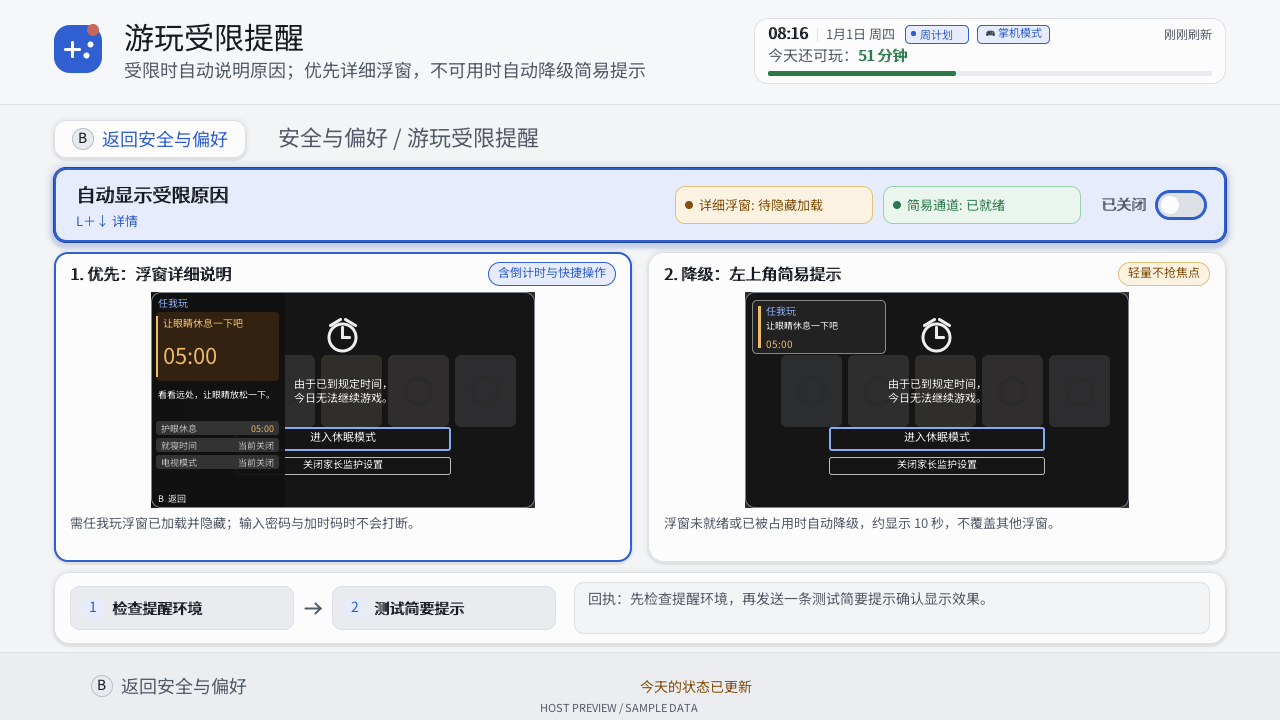 游玩受限提醒
受限时自动说明原因；优先详细浮窗，不可用时自动降级简易提示
08:16 1月1日 周四 周计划 掌机模式 刚刚刷新
今天还可玩：51 分钟
B 返回安全与偏好 安全与偏好 / 游玩受限提醒
自动显示受限原因
L＋↓ 详情
详细浮窗: 待隐藏加载
简易通道: 已就绪
已关闭
1. 优先：浮窗详细说明
含倒计时与快捷操作
任我玩
让眼睛休息一下吧
05:00
看看远处，让眼睛放松一下。
护眼休息 05:00
就寝时间 当前关闭
电视模式 当前关闭
B 返回
由于已到规定时间，
今日无法继续游戏。
进入休眠模式
关闭家长监护设置
需任我玩浮窗已加载并隐藏；输入密码与加时码时不会打断。
2. 降级：左上角简易提示
轻量不抢焦点
任我玩
让眼睛休息一下吧
05:00
由于已到规定时间，
今日无法继续游戏。
进入休眠模式
关闭家长监护设置
浮窗未就绪或已被占用时自动降级，约显示 10 秒，不覆盖其他浮窗。
1 检查提醒环境 → 2 测试简要提示
回执：先检查提醒环境，再发送一条测试简要提示确认显示效果。
B 返回安全与偏好
今天的状态已更新
HOST PREVIEW / SAMPLE DATA